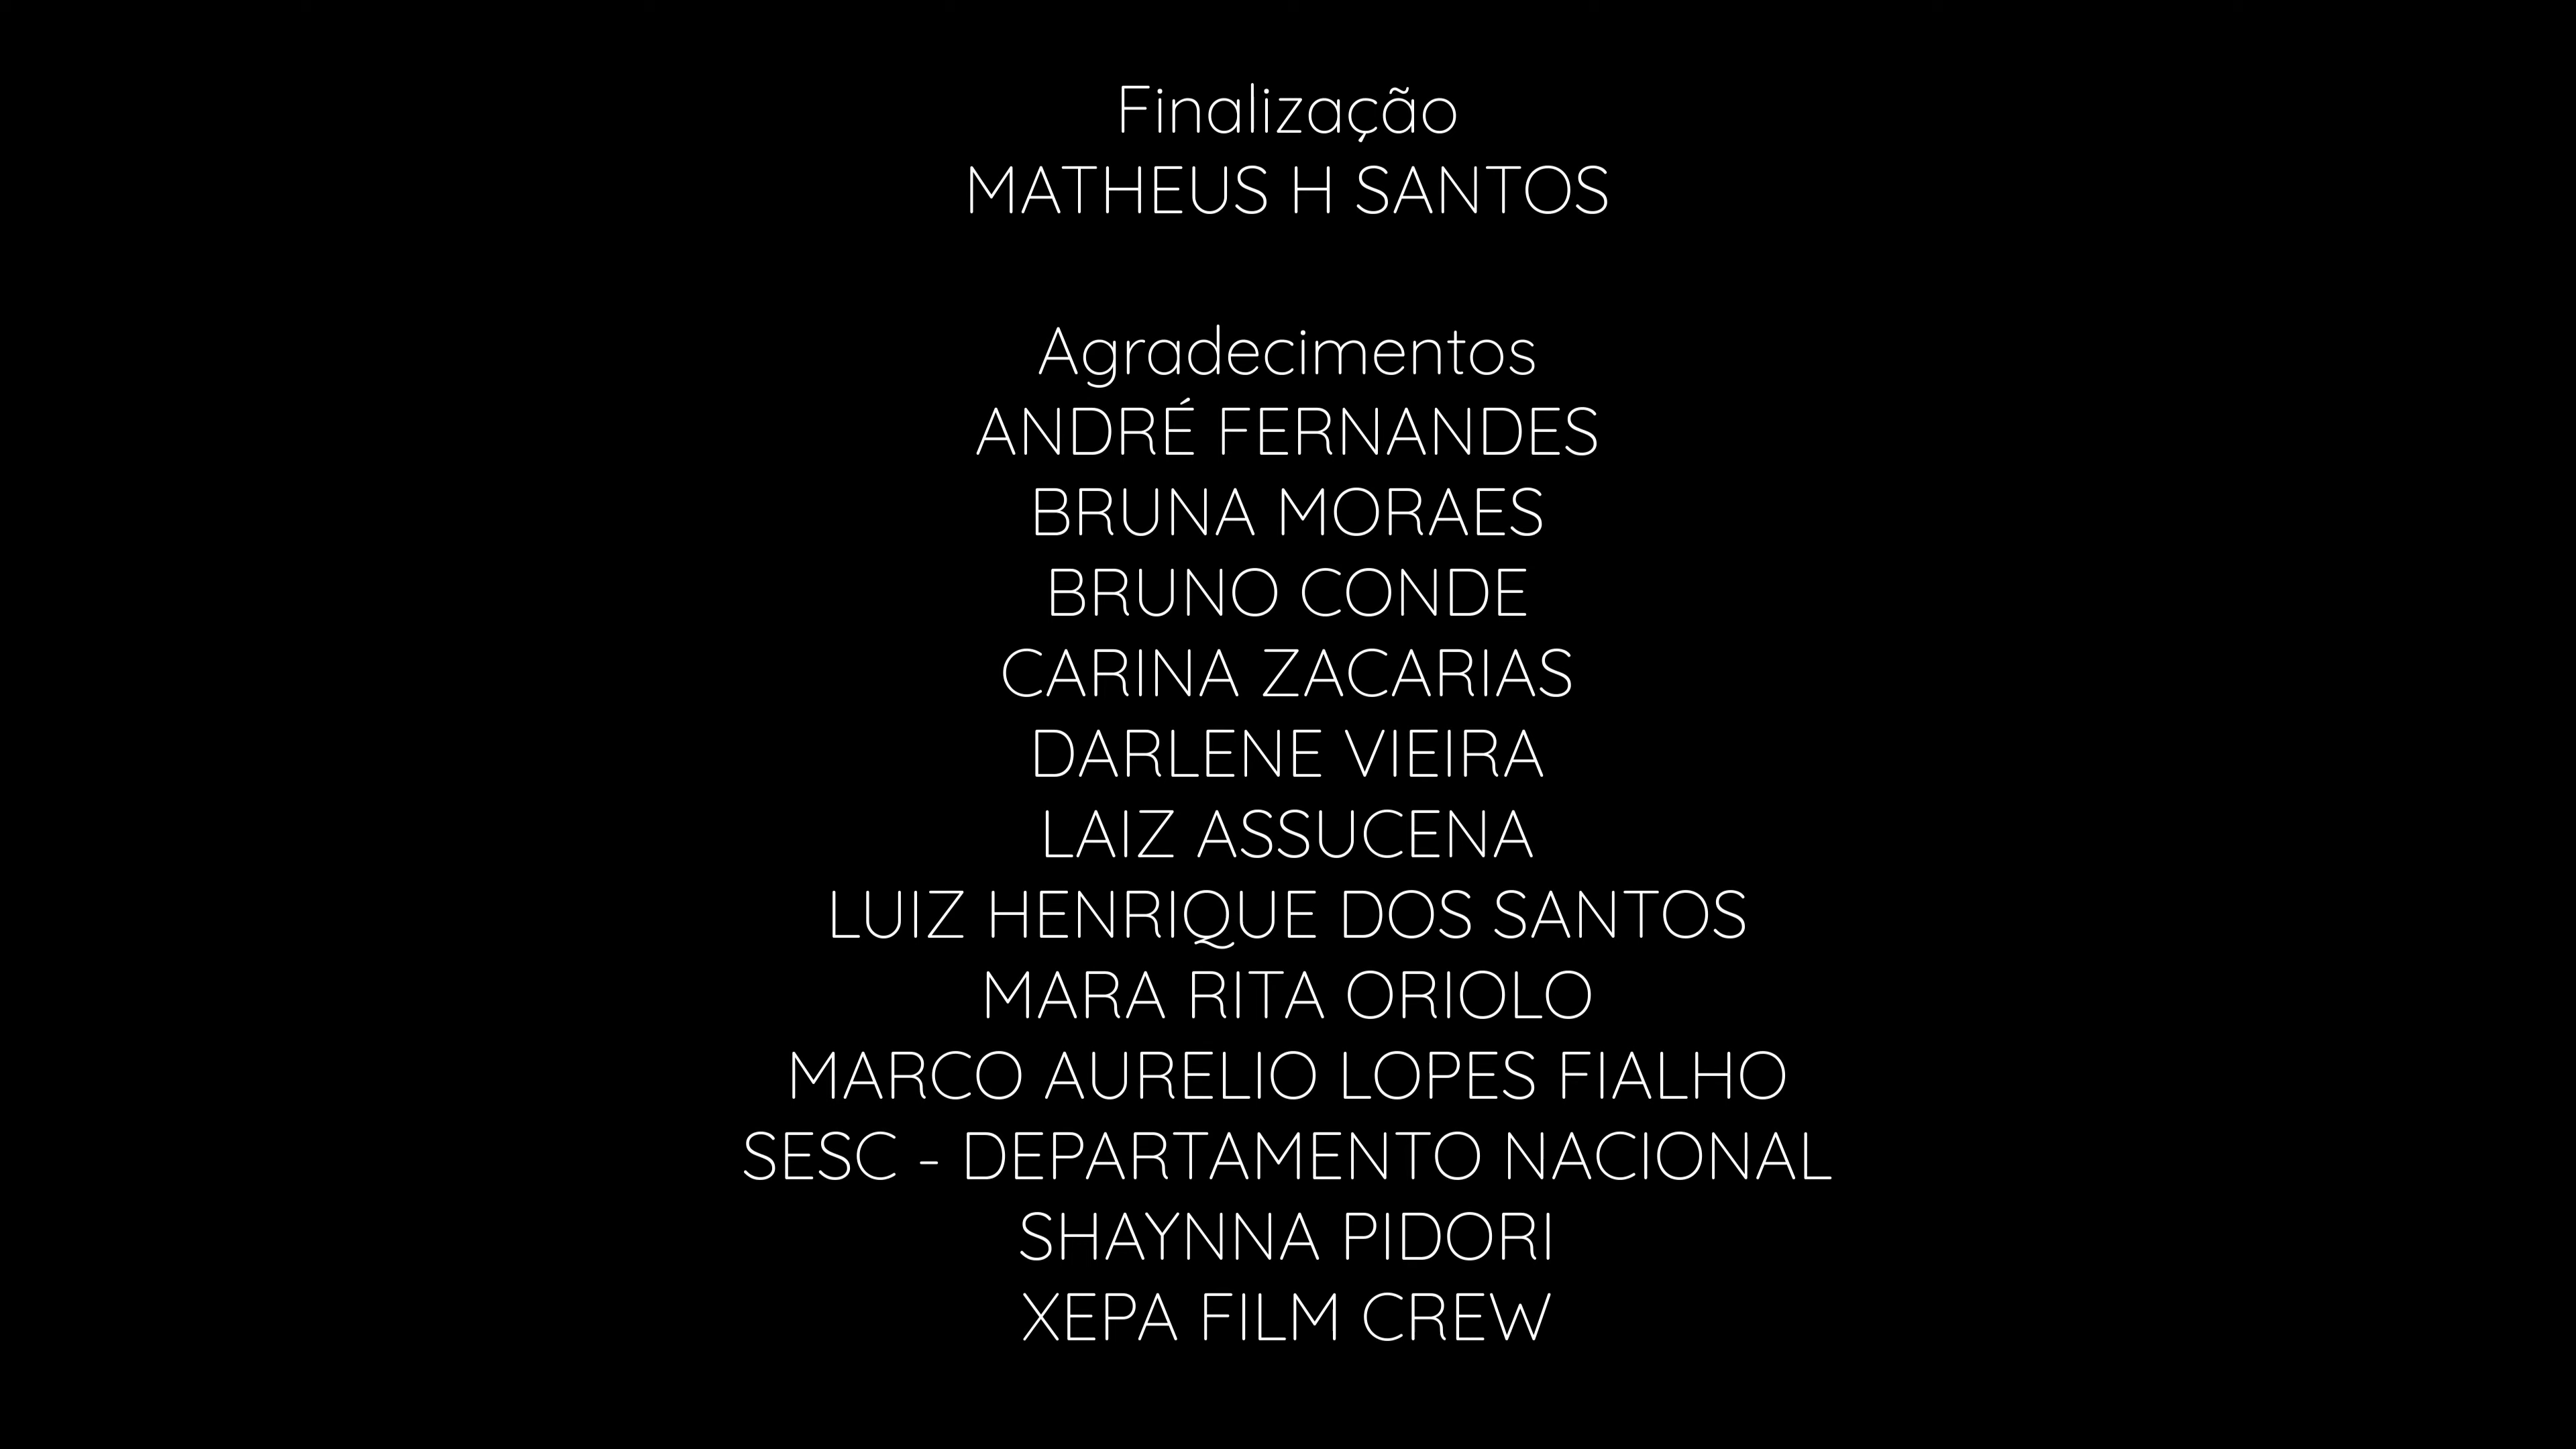 Finalização
MATHEUS H SANTOS
Agradecimentos
ANDRÉ FERNANDES
BRUNA MORAES
BRUNO CONDE
CARINA ZACARIAS
DARLENE VIEIRA
LAIZ ASSUCENA
LUIZ HENRIQUE DOS SANTOS
MARA RITA ORIOLO
MARCO AURELIO LOPES FIALHO
SESC - DEPARTAMENTO NACIONAL
SHAYNNA PIDORI
XEPA FILM CREW